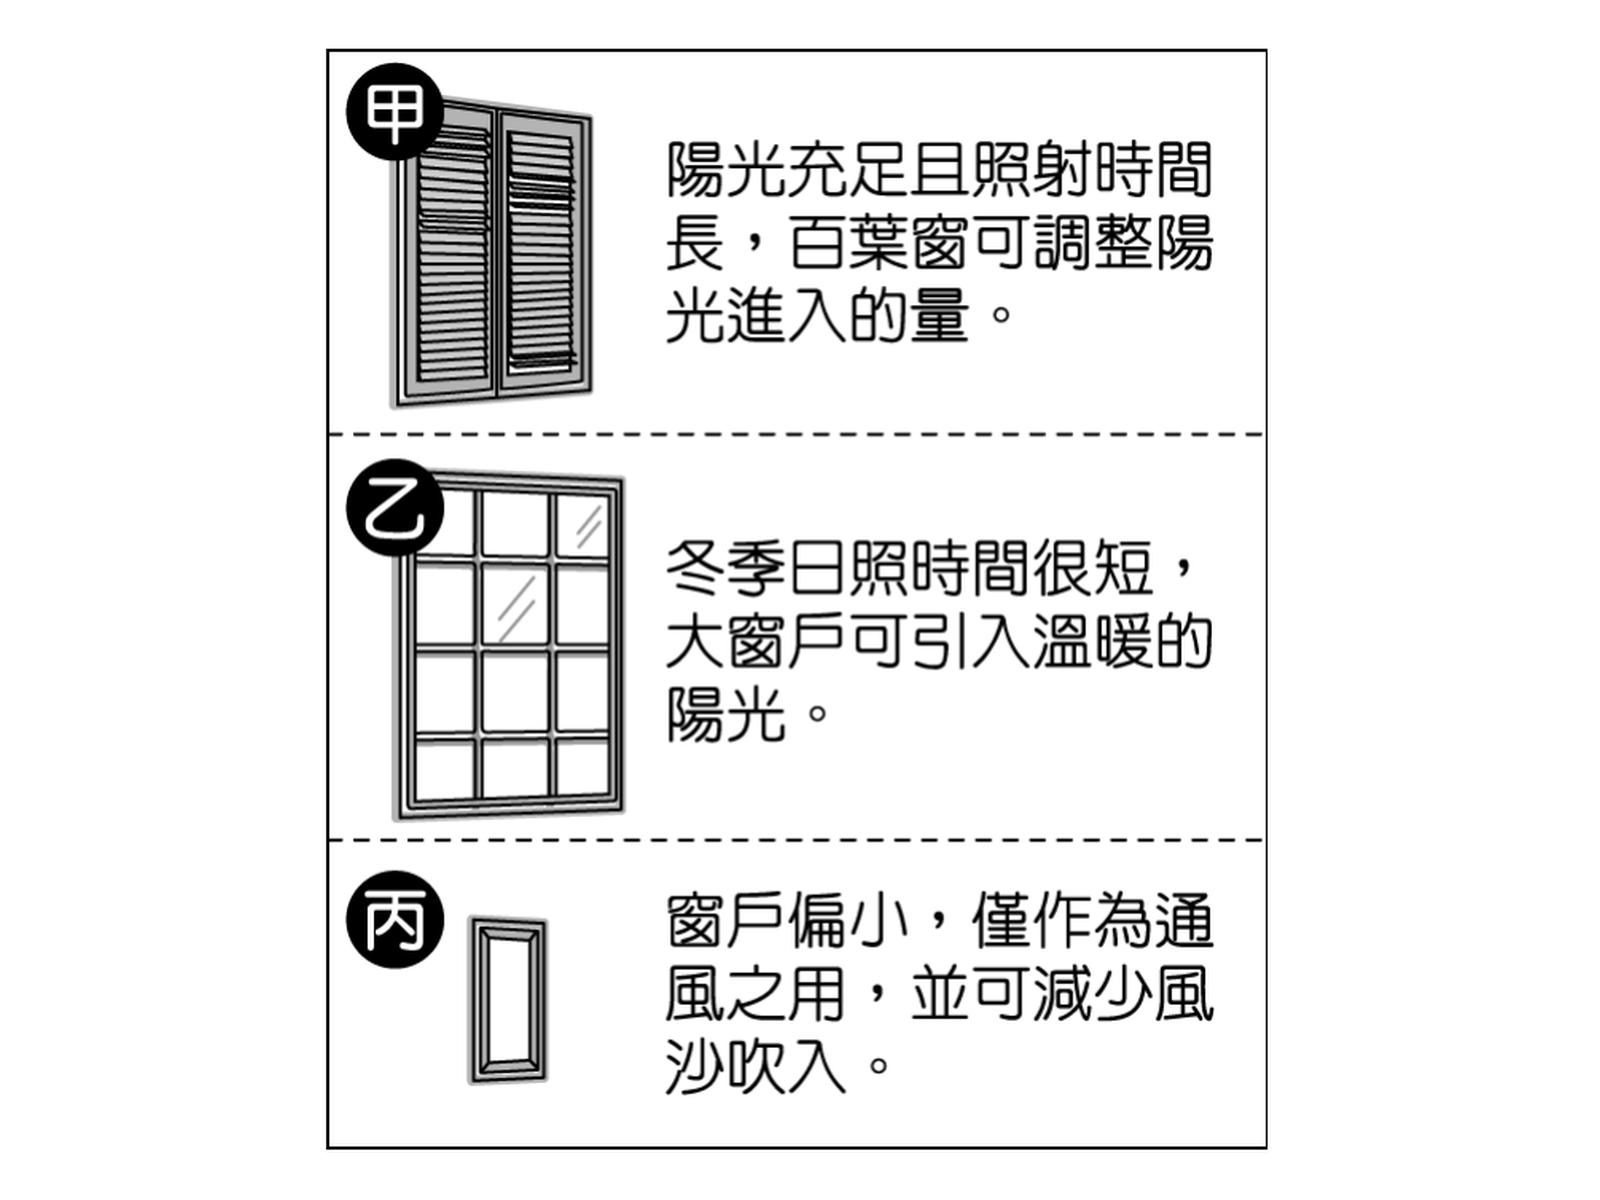 甲
陽光充足且照射時間
長，百葉窗可調整陽
光進入的量。
乙
冬季日照時間很短，
大窗戶可引入溫暖的
陽光。
丙
窗戶偏小，僅作為通
風之用，並可減少風
沙吹入。